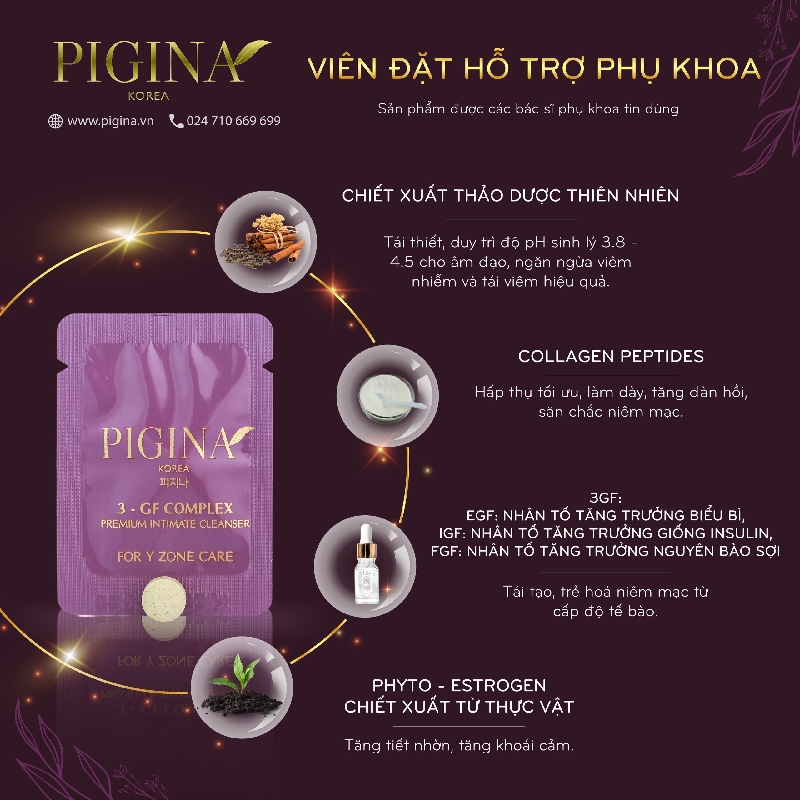 PIGINA
KOREA
www.pigina.vn 024 710 669 699
VIÊN ĐẶT HỖ TRỢ PHỤ KHOA
Sản phẩm được các bác sĩ phụ khoa tin dùng
CHIẾT XUẤT THẢO DƯỢC THIÊN NHIÊN
Tái thiết, duy trì độ pH sinh lý 3.8 -
4.5 cho âm đạo, ngăn ngừa viêm
nhiễm và tái viêm hiệu quả.
COLLAGEN PEPTIDES
Hấp thụ tối ưu, làm dày, tăng đàn hồi,
săn chắc niêm mạc.
PIGINA
KOREA
피지나
3 - GF COMPLEX
PREMIUM INTIMATE CLEANSER
FOR Y ZONE CARE
3GF:
EGF: NHÂN TỐ TĂNG TRƯỞNG BIỂU BÌ,
IGF: NHÂN TỐ TĂNG TRƯỞNG GIỐNG INSULIN,
FGF: NHÂN TỐ TĂNG TRƯỞNG NGUYÊN BÀO SỢI
Tái tạo, trẻ hoá niêm mạc từ
cấp độ tế bào.
PHYTO - ESTROGEN
CHIẾT XUẤT TỪ THỰC VẬT
Tăng tiết nhờn, tăng khoái cảm.